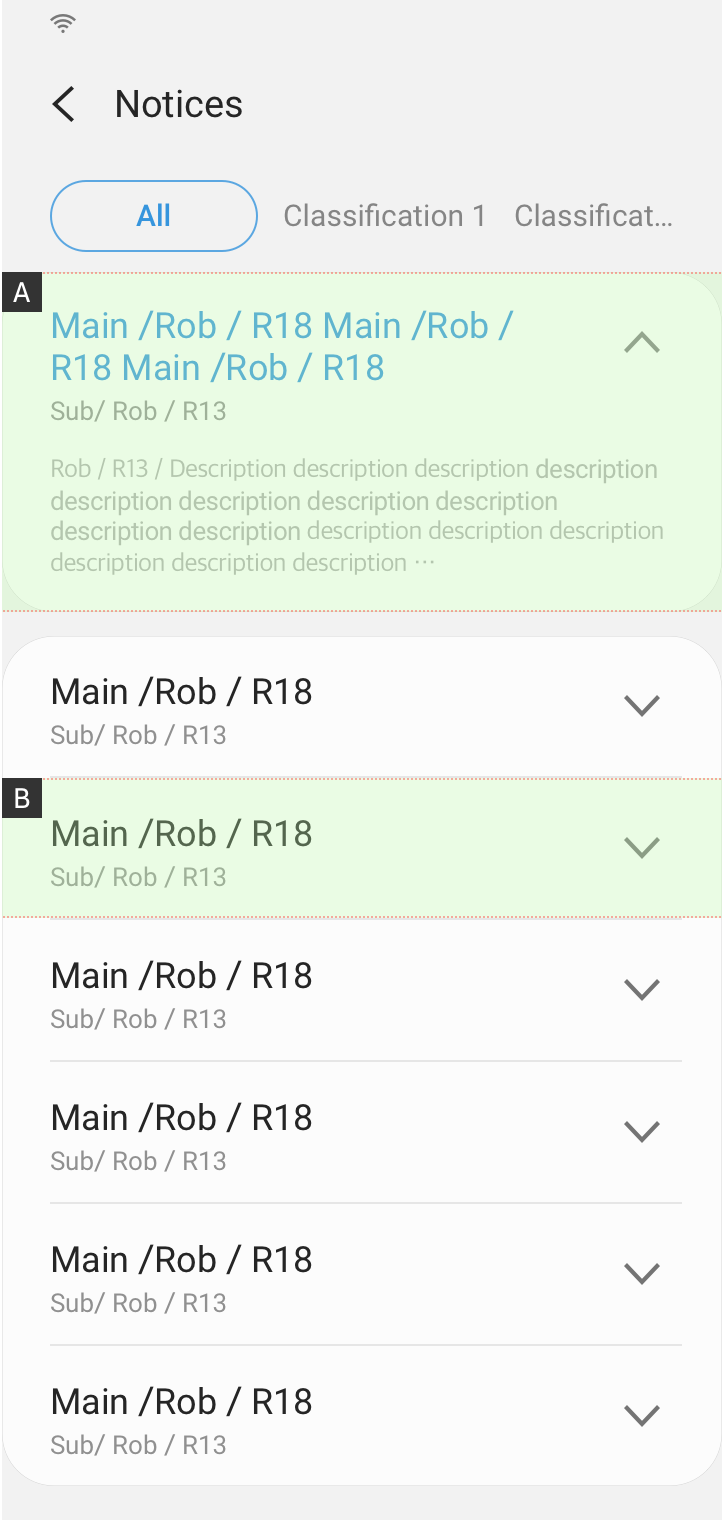 Notices
All Classification 1 Classificat...
A
Main /Rob / R18 Main /Rob /
R18 Main /Rob / R18
Sub/ Rob / R13
Rob / R13 / Description description description description
description description description description
description description description description description
description description description ···
Main /Rob / R18
Sub/ Rob / R13
B
Main /Rob / R18
Sub/ Rob / R13
Main /Rob / R18
Sub/ Rob / R13
Main /Rob / R18
Sub/ Rob / R13
Main /Rob / R18
Sub/ Rob / R13
Main /Rob / R18
Sub/ Rob / R13